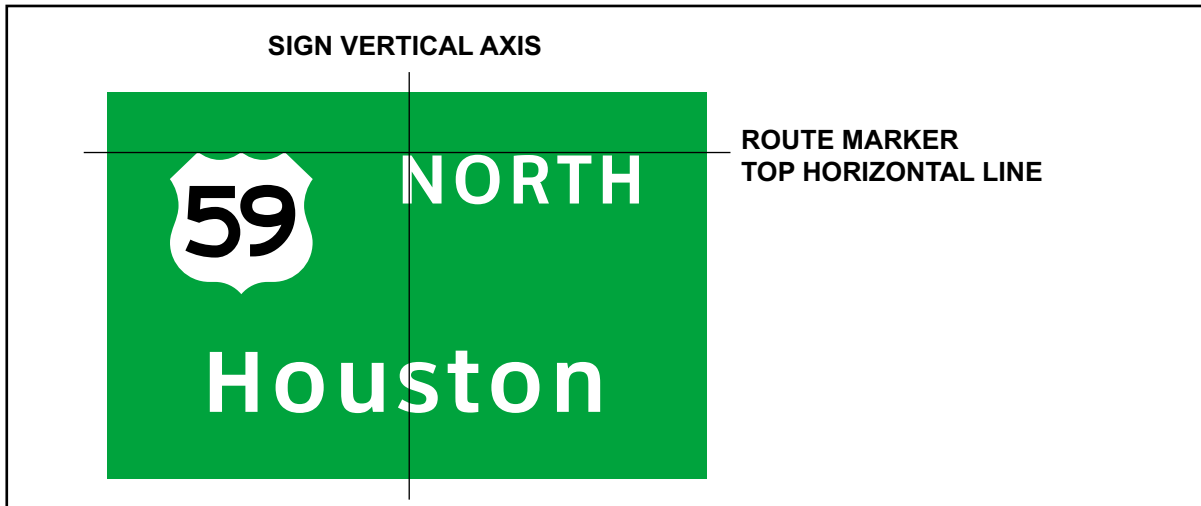 SIGN VERTICAL AXIS
ROUTE MARKER
TOP HORIZONTAL LINE
59 NORTH
Houston